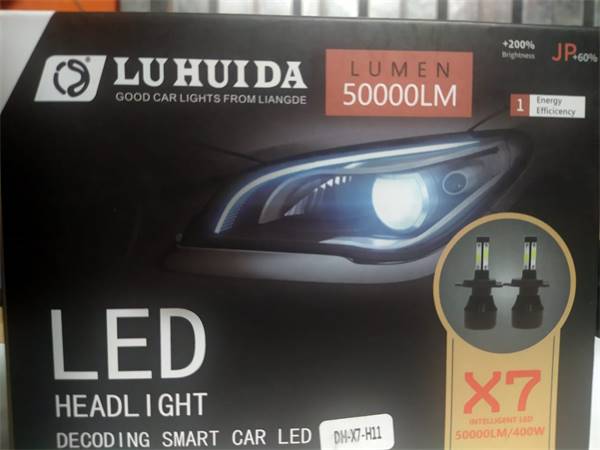 LUHUIDA
GOOD CAR LIGHTS FROM LIANGDE
LUMEN
50000LM
+200%
Brightness
JP+60%
1 Energy
Efficicency
LED
HEADLIGHT
DECODING SMART CAR LED
DH-X7-H11
X7
INTELLIGENT LED
50000LM/400W